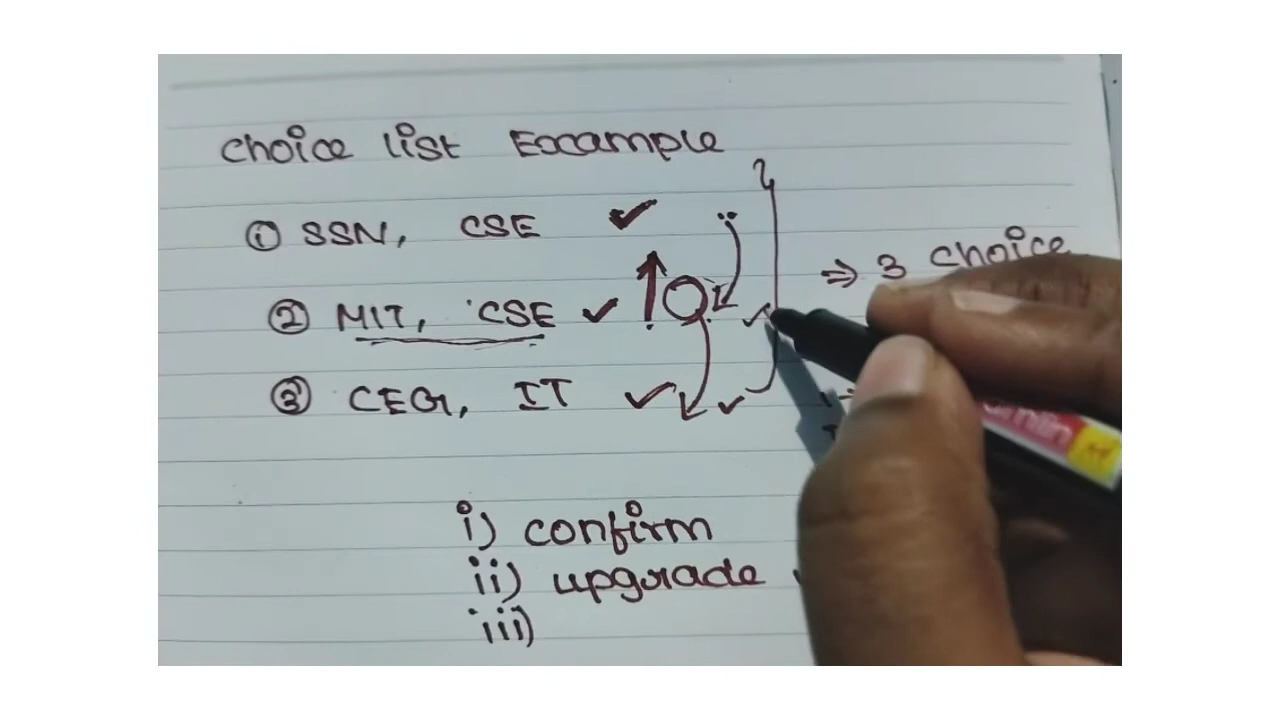 Choice list Example
① SSN, CSE ✓
⇒ 3 choice
② MIT, CSE ✓
③ CEG, IT ✓
i) confirm
ii) upgrade
iii)